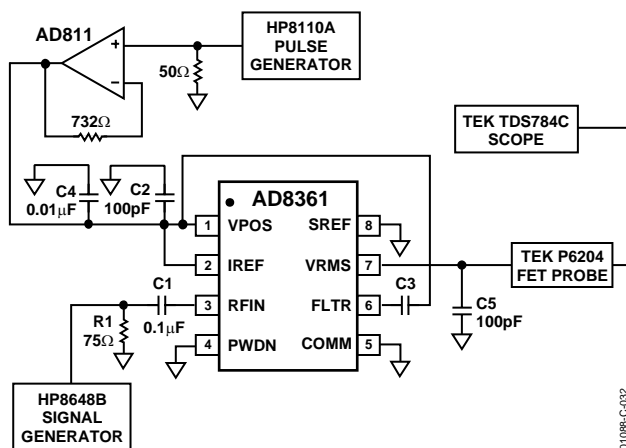 AD811
HP8110A
PULSE
GENERATOR
50Ω
732Ω
TEK TDS784C
SCOPE
C4
0.01μF
C2
100pF
AD8361
1 VPOS SREF 8
2 IREF VRMS 7
TEK P6204
FET PROBE
C1
0.1μF
3 RFIN FLTR 6
C3
C5
100pF
R1
75Ω
4 PWDN COMM 5
HP8648B
SIGNAL
GENERATOR
01088-C-032